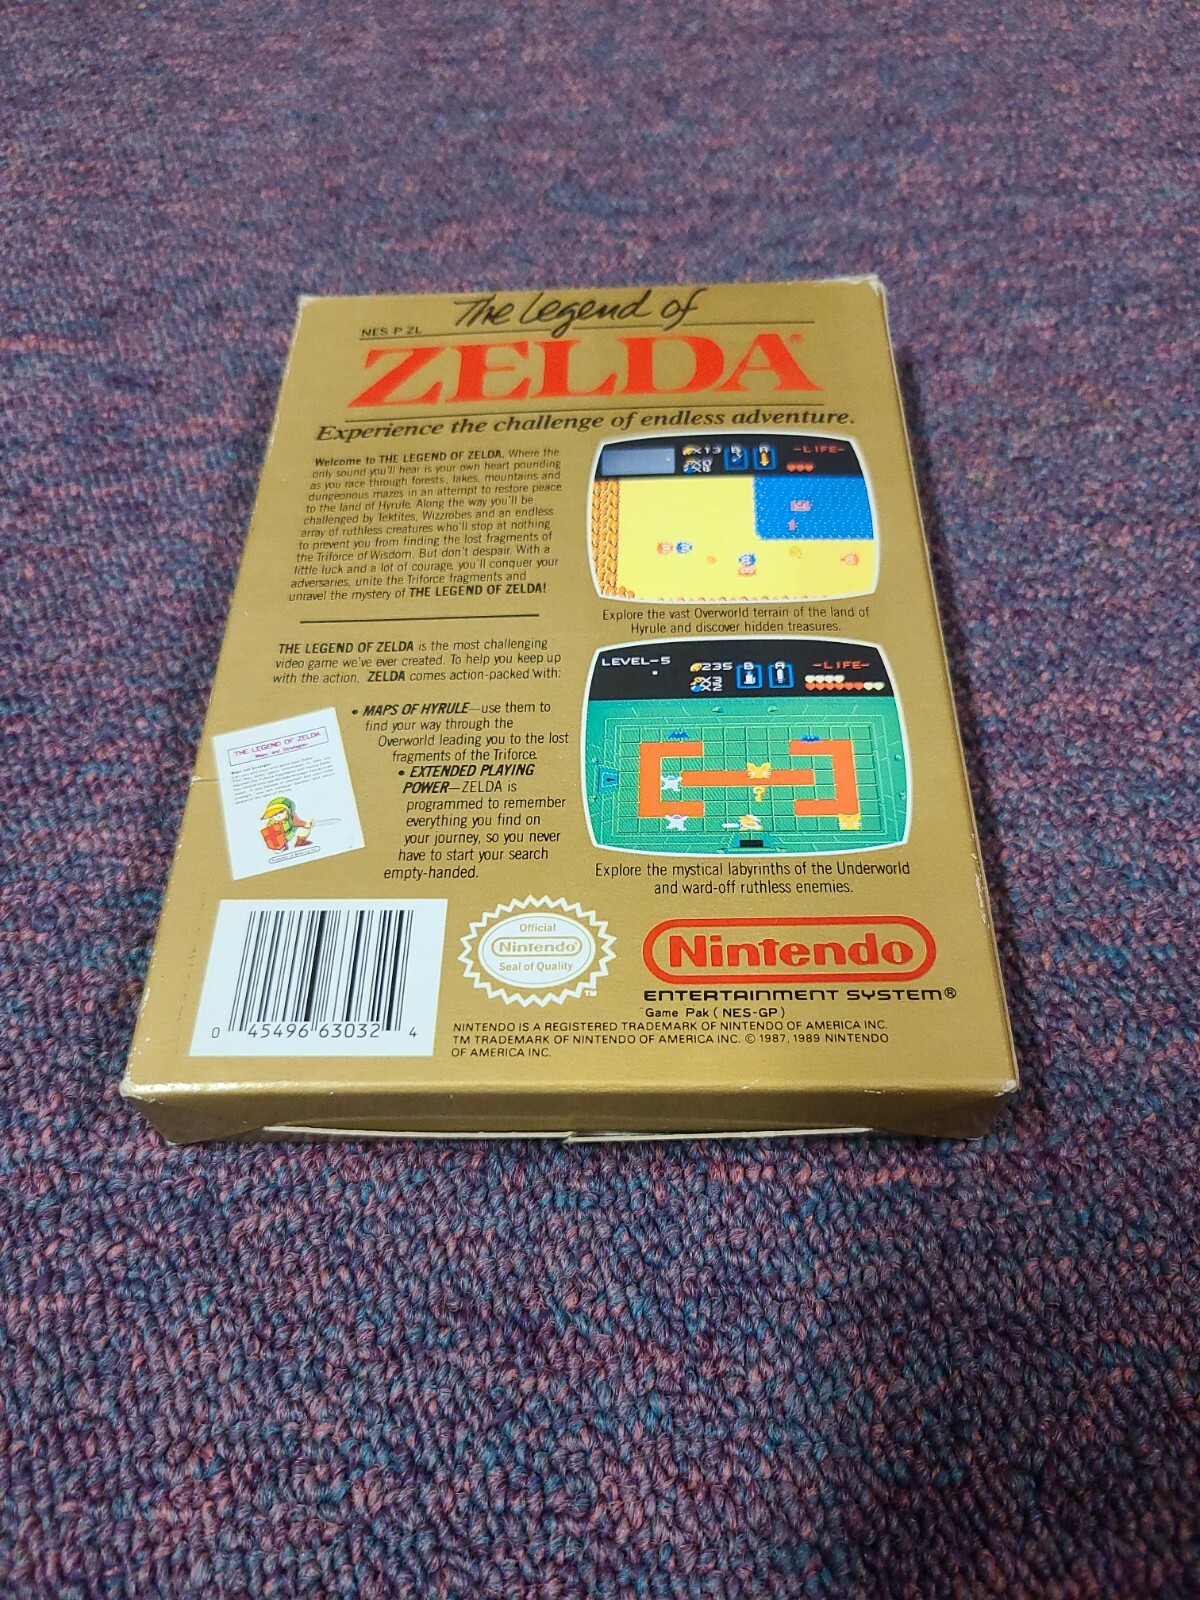 The Legend of
NES P ZL
ZELDA®
Experience the challenge of endless adventure.
Welcome to THE LEGEND OF ZELDA. Where the
only sound you'll hear is your own heart pounding
as you race through forests, lakes, mountains and
dungeonous mazes in an attempt to restore peace
to the land of Hyrule. Along the way you'll be
challenged by Tektites, Wizzrobes and an endless
array of ruthless creatures who'll stop at nothing
to prevent you from finding the lost fragments of
the Triforce of Wisdom. But don't despair. With a
little luck and a lot of courage you'll conquer your
adversaries, unite the Triforce fragments and
unravel the mystery of THE LEGEND OF ZELDA!
THE LEGEND OF ZELDA is the most challenging
video game we've ever created. To help you keep up
with the action, ZELDA comes action-packed with:
• MAPS OF HYRULE—use them to
find your way through the
Overworld leading you to the lost
fragments of the Triforce.
• EXTENDED PLAYING
POWER—ZELDA is
programmed to remember
everything you find on
your journey, so you never
have to start your search
empty-handed.
THE LEGEND OF ZELDA
Maps and Strategies
X13
B A
-LIFE-
Explore the vast Overworld terrain of the land of
Hyrule and discover hidden treasures.
LEVEL-5
235
X3
X2
B A
-LIFE-
Explore the mystical labyrinths of the Underworld
and ward-off ruthless enemies.
0 45496 63032 4
Official
Nintendo®
Seal of Quality
TM
Nintendo
ENTERTAINMENT SYSTEM®
Game Pak (NES-GP)
NINTENDO IS A REGISTERED TRADEMARK OF NINTENDO OF AMERICA INC.
TM TRADEMARK OF NINTENDO OF AMERICA INC. © 1987, 1989 NINTENDO
OF AMERICA INC.